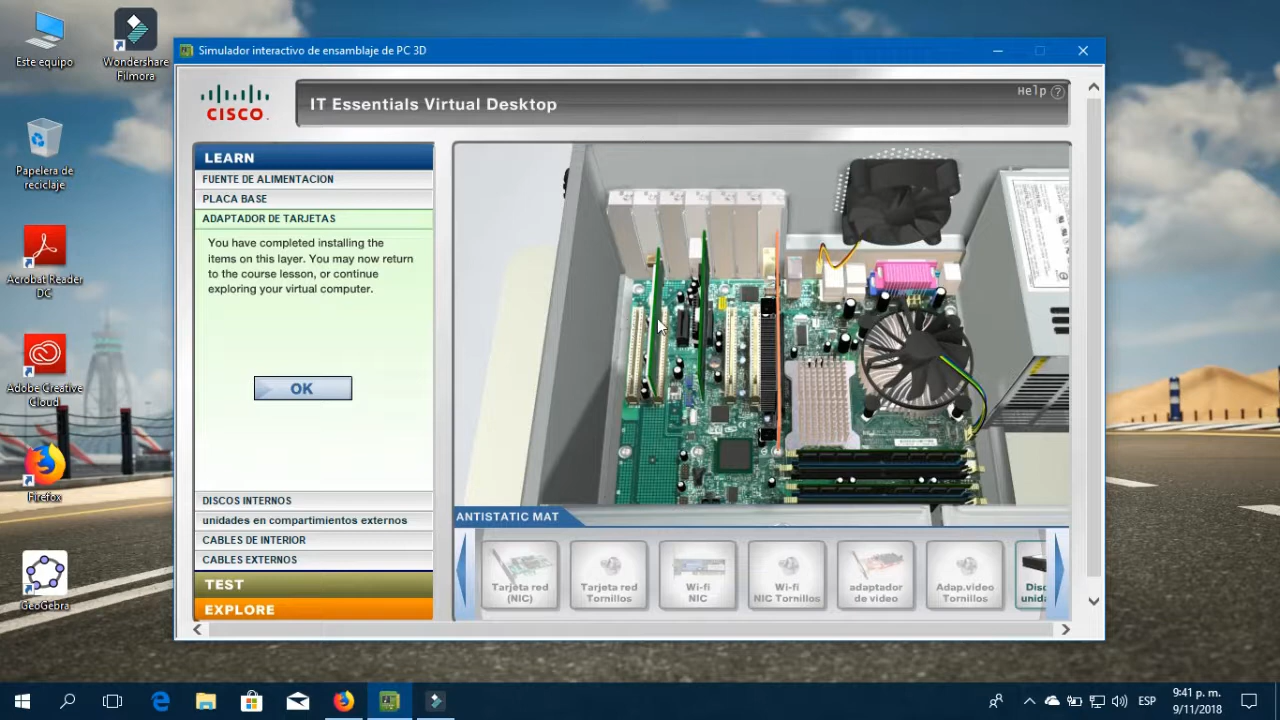 Este equipo
Wondershare
Filmora
Papelera de
reciclaje
Acrobat Reader
DC
Adobe Creative
Cloud
Firefox
GeoGebra
Simulador interactivo de ensamblaje de PC 3D
CISCO
IT Essentials Virtual Desktop
Help ?
LEARN
FUENTE DE ALIMENTACION
PLACA BASE
ADAPTADOR DE TARJETAS
You have completed installing the
items on this layer. You may now return
to the course lesson, or continue
exploring your virtual computer.
OK
DISCOS INTERNOS
unidades en compartimientos externos
CABLES DE INTERIOR
CABLES EXTERNOS
TEST
EXPLORE
ANTISTATIC MAT
Tarjeta red
(NIC)
Tarjeta red
Tornillos
Wi-fi
NIC
Wi-fi
NIC Tornillos
adaptador
de video
Adap.video
Tornillos
Disc
unida
ESP
9:41 p. m.
9/11/2018